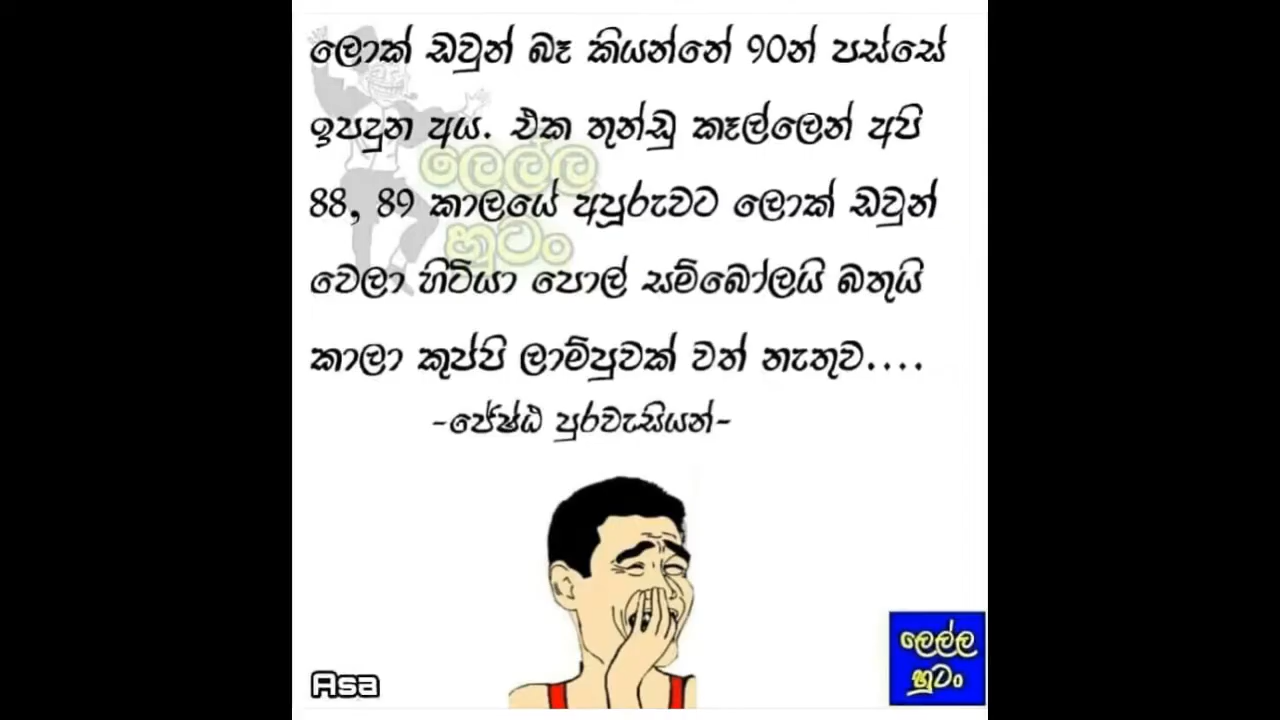 ලොක් ඩවුන් බෑ කියන්නේ 90න් පස්සේ
ඉපදුන අය. එක තුන්ඩු කෑල්ලෙන් අපි
88, 89 කාලයේ අපූරුවට ලොක් ඩවුන්
වෙලා හිටියා පොල් සම්බෝලයි බතුයි
කාලා කුප්පි ලාම්පුවක් වත් නැතුව....
-ජේෂ්ඨ පුරවැසියන්-
ලෙල්ල
හුටං
Asa
ලෙල්ල
හුටං